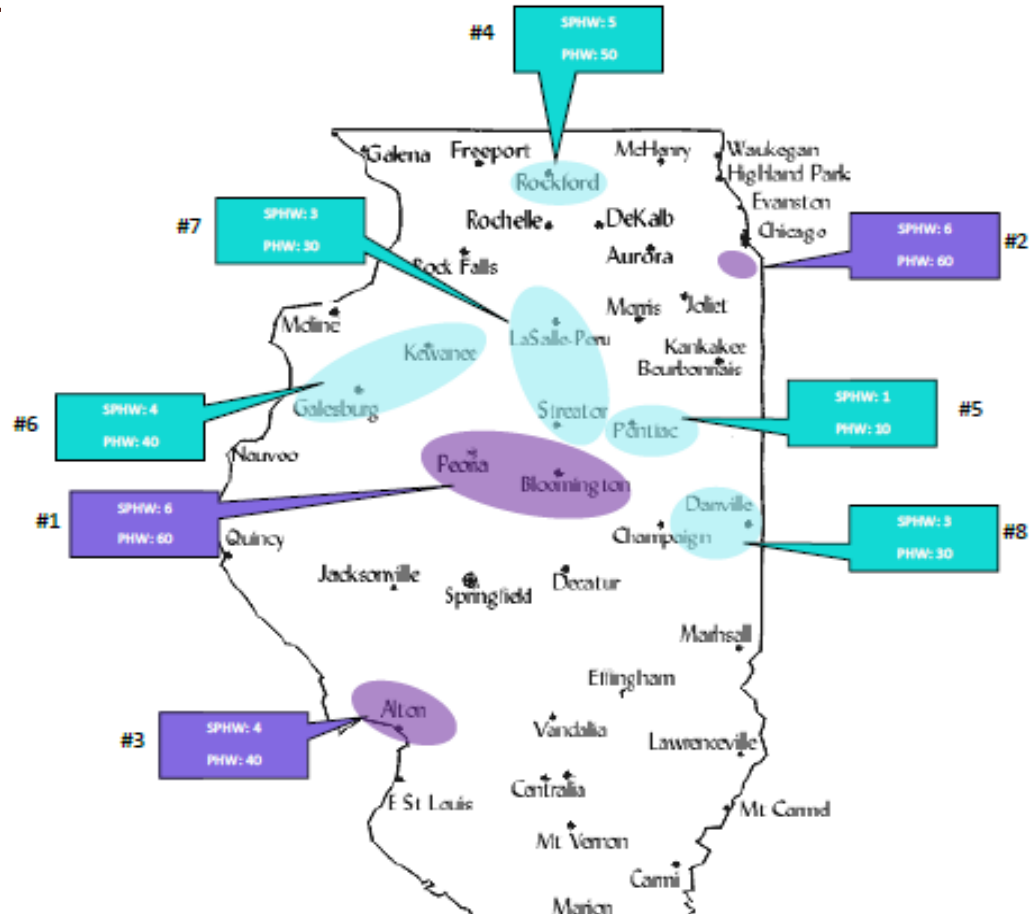 #4
SPHW: 5
PHW: 50
Galena
Freeport
McHenry
Waukegan
Highland Park
Rockford
Evanston
#7
SPHW: 3
PHW: 30
Rochelle
DeKalb
Chicago
#2
SPHW: 6
PHW: 60
Rock Falls
Aurora
Moline
Morris
Joliet
LaSalle-Peru
Kewanee
Kankakee
Bourbonnais
#6
SPHW: 4
PHW: 40
Galesburg
Streator
Pontiac
SPHW: 1
PHW: 10
#5
Nauvoo
Peoria
Bloomington
#1
SPHW: 6
PHW: 60
Danville
Champaign
SPHW: 3
PHW: 30
#8
Quincy
Jacksonville
Springfield
Decatur
Marhsall
Effingham
#3
SPHW: 4
PHW: 40
Alton
Vandalia
Lawrenceville
E St Louis
Centralia
Mt Vernon
Carmi
Marion